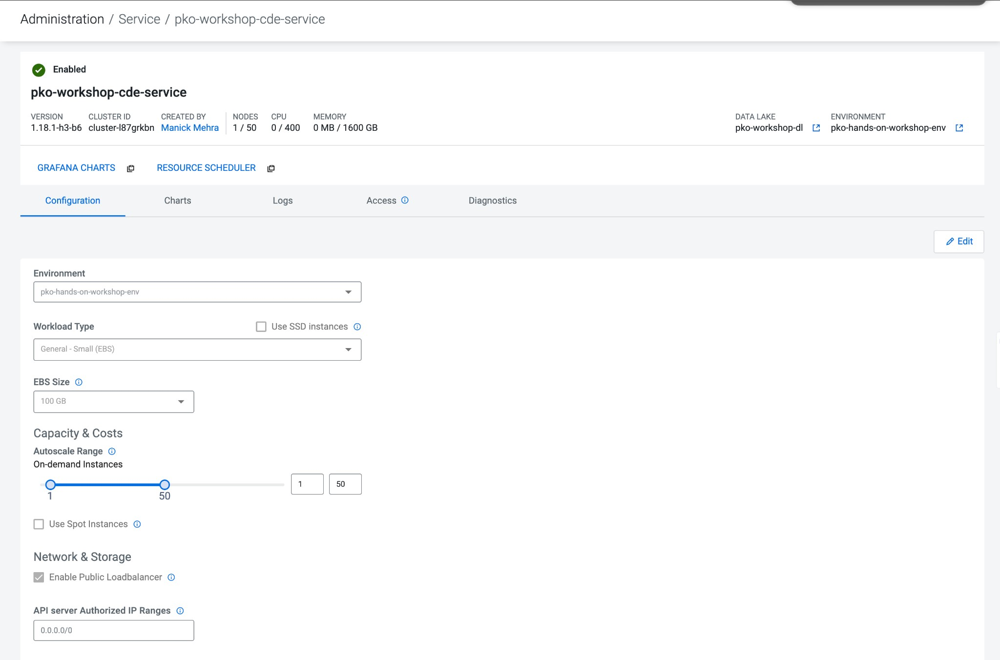 Administration / Service / pko-workshop-cde-service
Enabled
pko-workshop-cde-service
VERSION CLUSTER ID CREATED BY NODES CPU MEMORY DATA LAKE ENVIRONMENT
1.18.1-h3-b6 cluster-l87grkbn Manick Mehra 1 / 50 0 / 400 0 MB / 1600 GB pko-workshop-dl pko-hands-on-workshop-env
GRAFANA CHARTS RESOURCE SCHEDULER
Configuration Charts Logs Access Diagnostics
Edit
Environment
pko-hands-on-workshop-env
Workload Type Use SSD instances
General - Small (EBS)
EBS Size
100 GB
Capacity & Costs
Autoscale Range
On-demand Instances
1 50
1 50
Use Spot Instances
Network & Storage
Enable Public Loadbalancer
API server Authorized IP Ranges
0.0.0.0/0